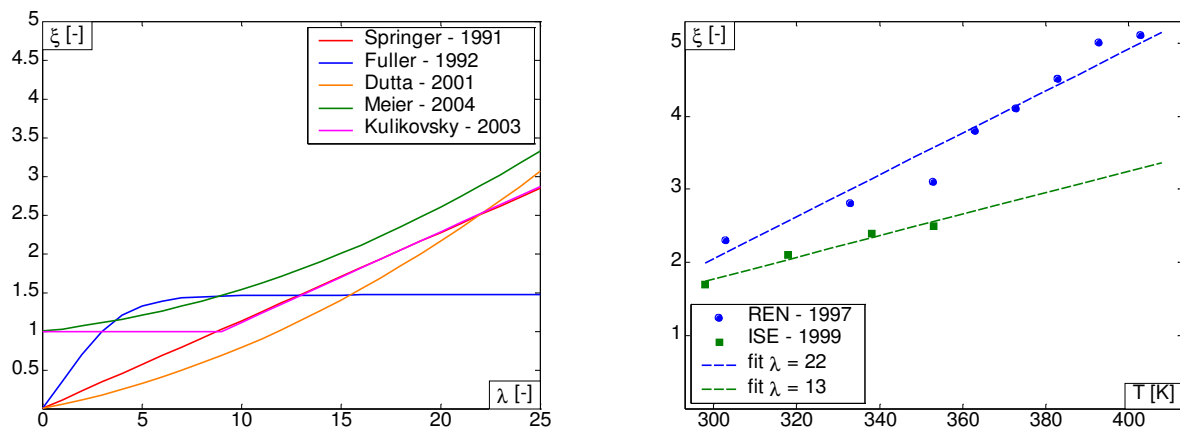 ξ [-]
5
4.5
4
3.5
3
2.5
2
1.5
1
0.5
Springer - 1991
Fuller - 1992
Dutta - 2001
Meier - 2004
Kulikovsky - 2003
λ [-]
0 5 10 15 20 25
ξ [-]
5
4
3
2
1
REN - 1997
ISE - 1999
fit λ = 22
fit λ = 13
T [K]
300 320 340 360 380 400